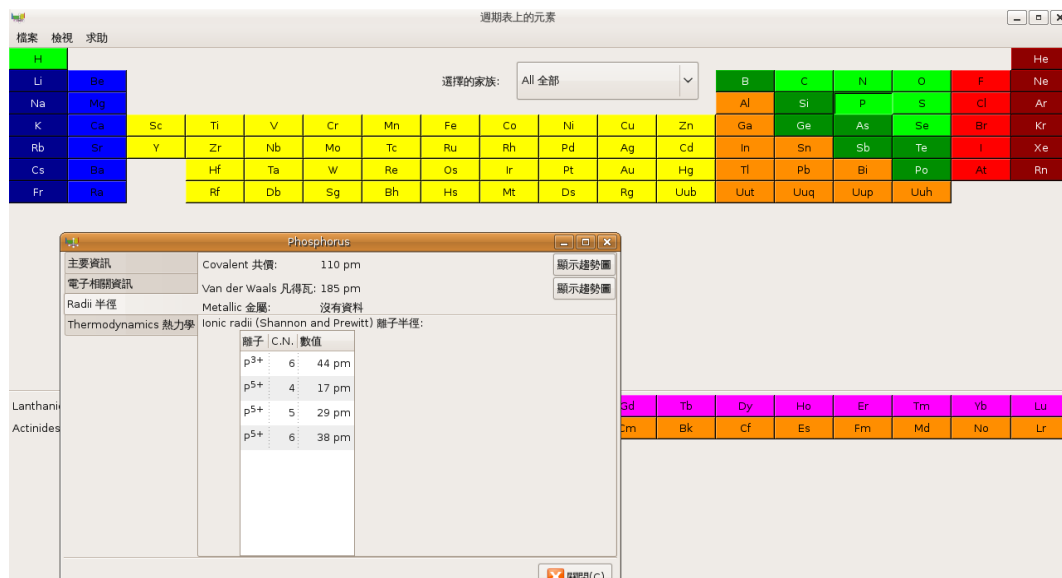 週期表上的元素
檔案 檢視 求助
H He
選擇的家族: All 全部
Li Be B C N O F Ne
Na Mg Al Si P S Cl Ar
K Ca Sc Ti V Cr Mn Fe Co Ni Cu Zn Ga Ge As Se Br Kr
Rb Sr Y Zr Nb Mo Tc Ru Rh Pd Ag Cd In Sn Sb Te I Xe
Cs Ba Hf Ta W Re Os Ir Pt Au Hg Tl Pb Bi Po At Rn
Fr Ra Rf Db Sg Bh Hs Mt Ds Rg Uub Uut Uuq Uup Uuh
Phosphorus
主要資訊
電子相關資訊
Radii 半徑
Thermodynamics 熱力學
Covalent 共價: 110 pm 顯示趨勢圖
Van der Waals 凡得瓦: 185 pm 顯示趨勢圖
Metallic 金屬: 沒有資料
Ionic radii (Shannon and Prewitt) 離子半徑:
離子 C.N. 數值
P3+ 6 44 pm
P5+ 4 17 pm
P5+ 5 29 pm
P5+ 6 38 pm
Gd Tb Dy Ho Er Tm Yb Lu
Actinides Cm Bk Cf Es Fm Md No Lr